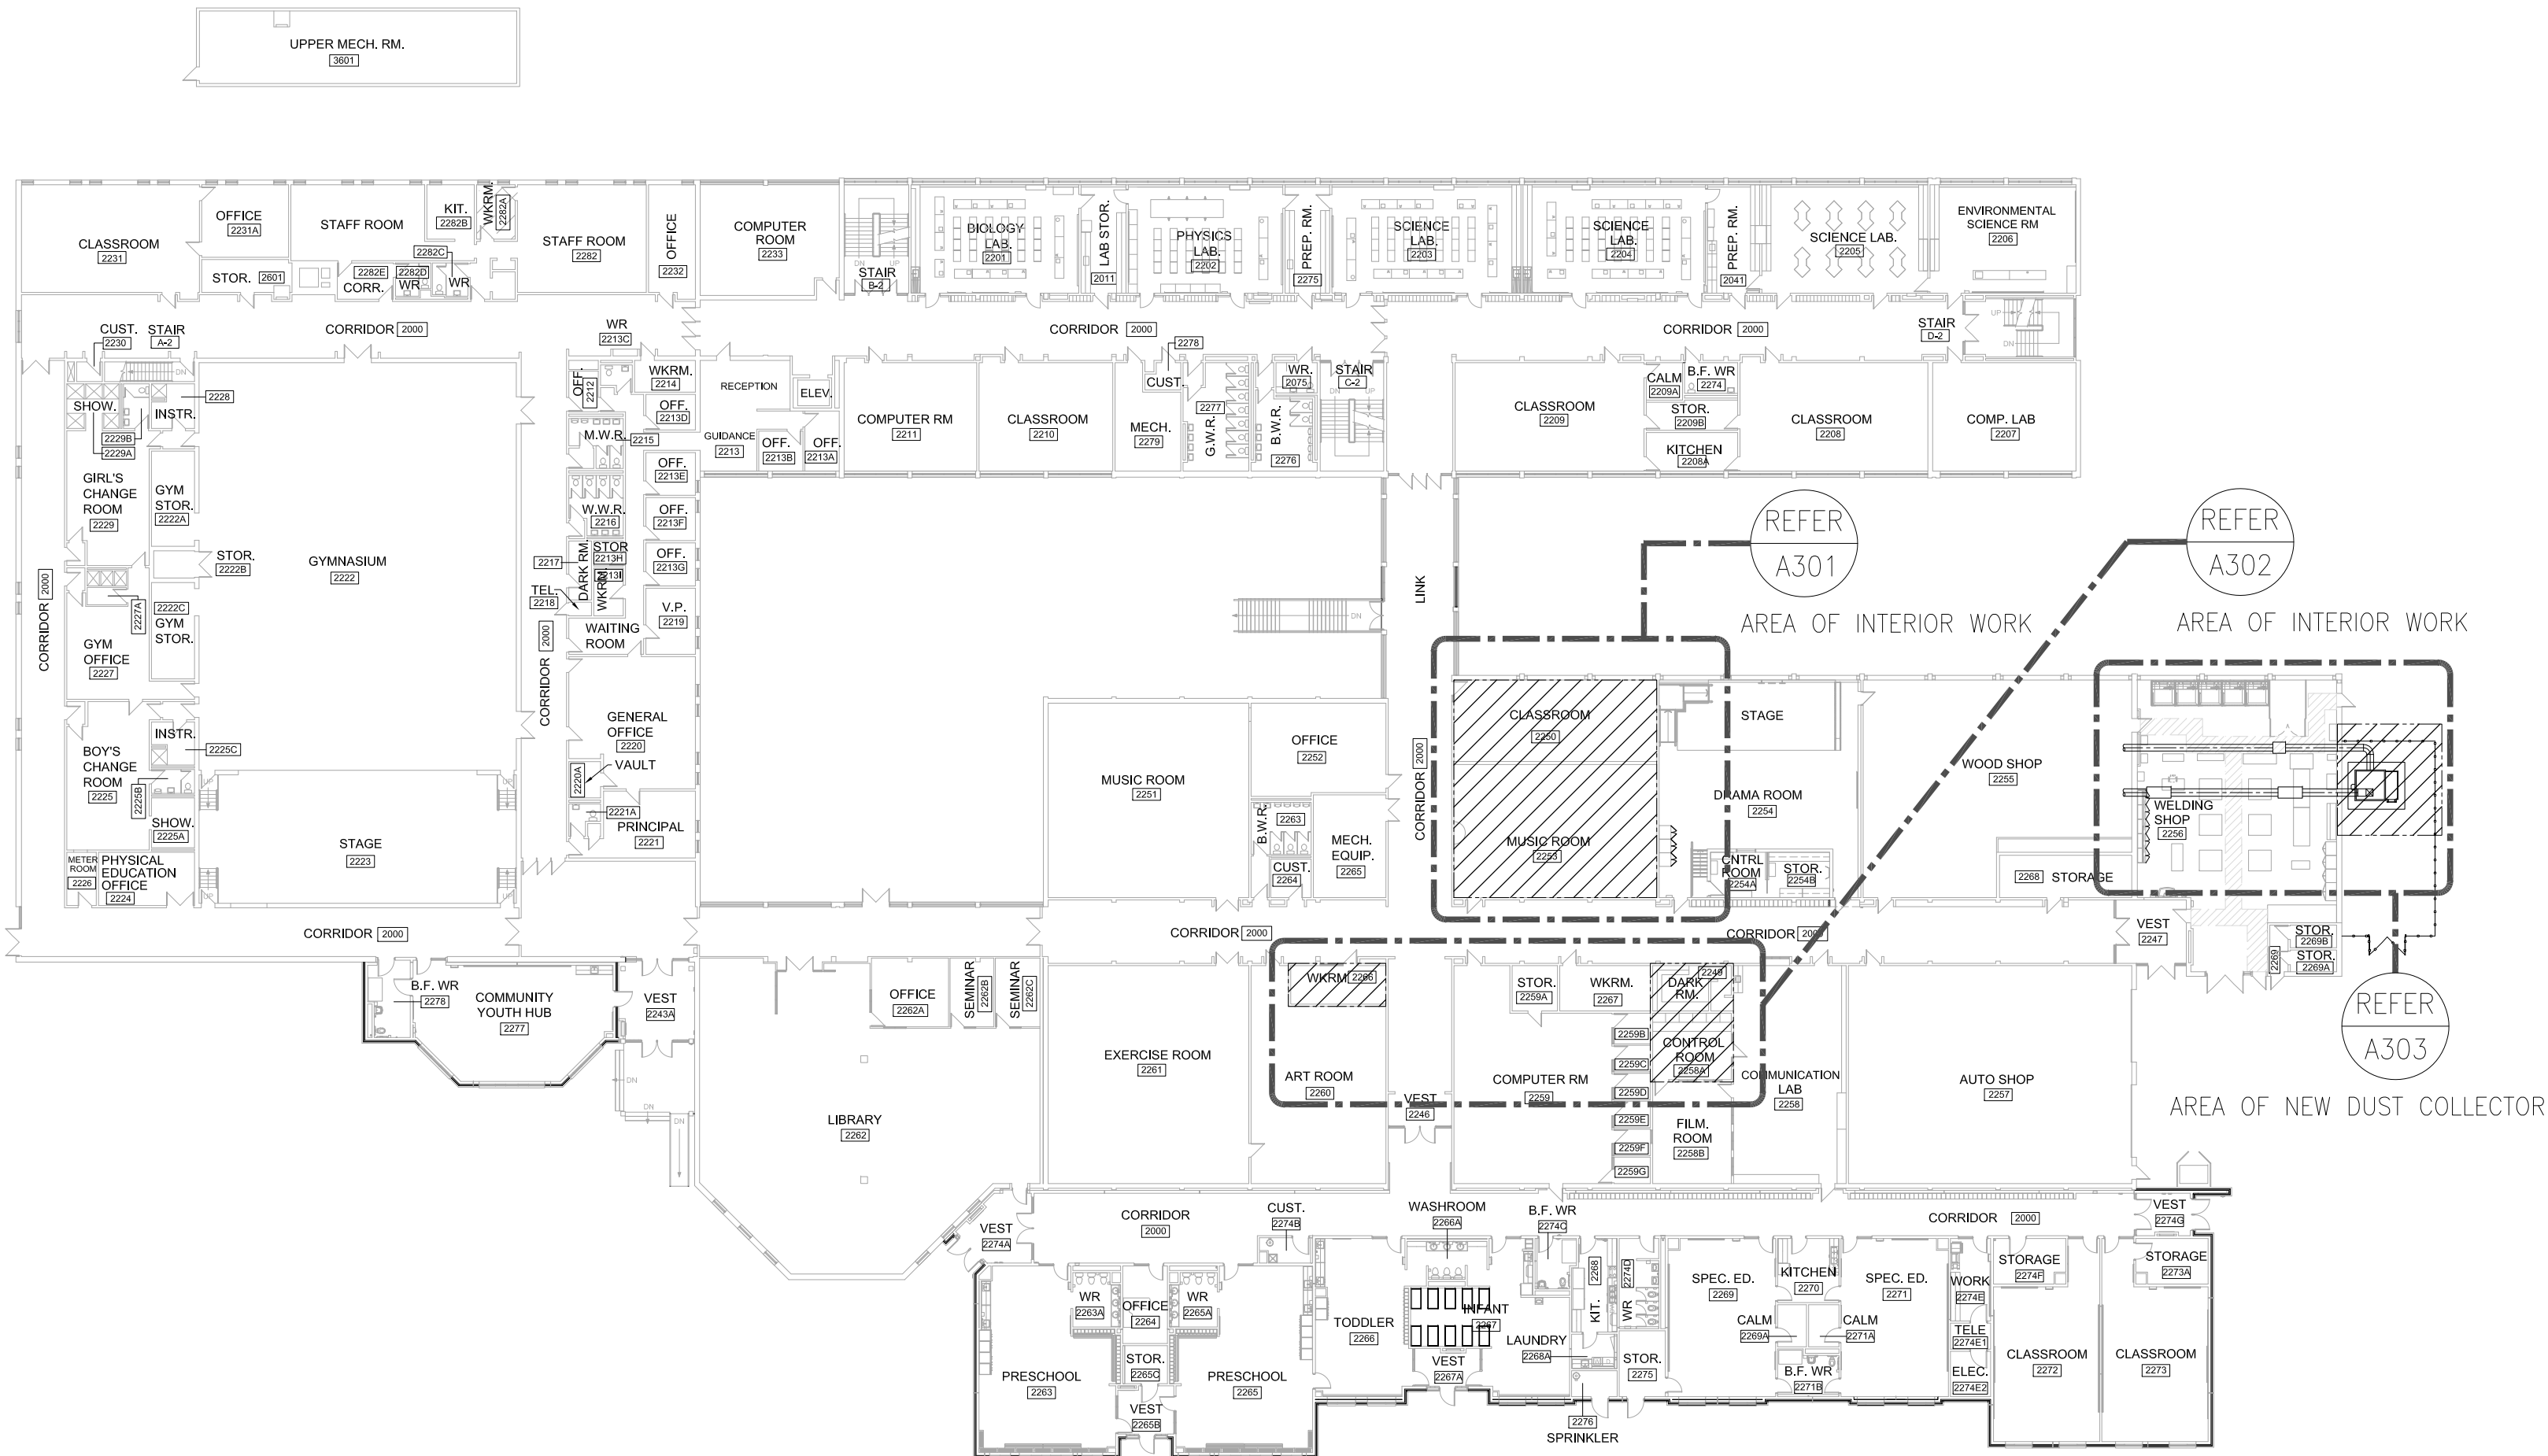 UPPER MECH. RM.
3601
CLASSROOM
2231
OFFICE
2231A
STOR. 2601
STAFF ROOM
KIT.
2282B
WKRM.
2282A
2282C
2282E
CORR.
2282D
WR
WR
STAFF ROOM
2282
OFFICE
2232
COMPUTER
ROOM
2233
DN UP
STAIR
B-2
BIOLOGY
LAB.
2201
LAB STOR.
2011
PHYSICS
LAB.
2202
PREP. RM.
2275
SCIENCE
LAB.
2203
SCIENCE
LAB.
2204
PREP. RM.
2041
SCIENCE LAB.
2205
ENVIRONMENTAL
SCIENCE RM
2206
CUST.
2230
STAIR
A-2
DN
CORRIDOR 2000
WR
2213C
CORRIDOR 2000
2278
CORRIDOR 2000
STAIR
D-2
UP
DN
SHOW.
INSTR.
2228
2229B
2229A
GIRL'S
CHANGE
ROOM
2229
GYM
STOR.
2222A
STOR.
2222B
GYMNASIUM
2222
CORRIDOR 2000
2227A
2222C
GYM
STOR.
GYM
OFFICE
2227
INSTR.
2225C
BOY'S
CHANGE
ROOM
2225
2225B
SHOW.
2225A
METER
ROOM
2226
PHYSICAL
EDUCATION
OFFICE
2224
UP
UP
STAGE
2223
UP
UP
OFF.
2212
WKRM.
2214
OFF.
2213D
M.W.R.
2215
RECEPTION
ELEV.
GUIDANCE
2213
OFF.
2213B
OFF.
2213A
OFF.
2213E
W.W.R.
2216
OFF.
2213F
2217
DARK RM.
STOR
2213H
2213I
WKRM.
OFF.
2213G
TEL.
2218
V.P.
2219
WAITING
ROOM
CORRIDOR 2000
GENERAL
OFFICE
2220
2220A
VAULT
2221A
PRINCIPAL
2221
COMPUTER RM
2211
CLASSROOM
2210
CUST.
MECH.
2279
2277
G.W.R.
B.W.R.
2276
WR.
2075
STAIR
C-2
DN
CLASSROOM
2209
CALM
2209A
B.F. WR
2274
STOR.
2209B
KITCHEN
2208A
CLASSROOM
2208
COMP. LAB
2207
REFER
A301
AREA OF INTERIOR WORK
REFER
A302
AREA OF INTERIOR WORK
DN
LINK
MUSIC ROOM
2251
OFFICE
2252
B.W.R.
2263
CUST.
2264
MECH.
EQUIP.
2265
CORRIDOR 2000
CLASSROOM
2250
MUSIC ROOM
2253
STAGE
DRAMA ROOM
2254
CNTRL
ROOM
2254A
STOR.
2254B
WOOD SHOP
2255
2268 STORAGE
WELDING
SHOP
2256
CORRIDOR 2000
CORRIDOR 2000
CORRIDOR 2000
VEST
2247
2269
STOR.
2269B
STOR.
2269A
REFER
A303
AREA OF NEW DUST COLLECTOR
B.F. WR
2278
COMMUNITY
YOUTH HUB
2277
VEST
2243A
DN
DN
DN
OFFICE
2262A
SEMINAR
2262B
SEMINAR
2262C
LIBRARY
2262
EXERCISE ROOM
2261
WKRM 2266
ART ROOM
2260
VEST
2246
STOR.
2259A
WKRM.
2267
COMPUTER RM
2259
2259B
2259C
2259D
2259E
2259F
2259G
2249
DARK
RM.
CONTROL
ROOM
2258A
FILM.
ROOM
2258B
COMMUNICATION
LAB
2258
AUTO SHOP
2257
VEST
2274A
CORRIDOR
2000
CUST.
2274B
WASHROOM
2266A
B.F. WR
2274C
CORRIDOR 2000
VEST
2274G
PRESCHOOL
2263
WR
2263A
OFFICE
2264
WR
2265A
STOR.
2265C
VEST
2265B
PRESCHOOL
2265
TODDLER
2266
INFANT
2267
VEST
2267A
LAUNDRY
2268A
2268
KIT.
2274D
WR
STOR.
2275
2276
SPRINKLER
SPEC. ED.
2269
KITCHEN
2270
SPEC. ED.
2271
CALM
2269A
CALM
2271A
B.F. WR
2271B
WORK
2274E
TELE
2274E1
ELEC.
2274E2
STORAGE
2274F
STORAGE
2273A
CLASSROOM
2272
CLASSROOM
2273